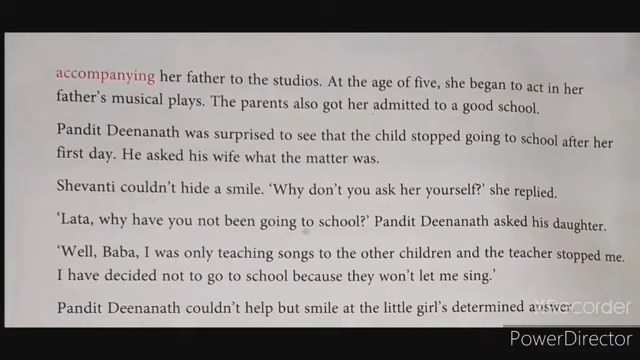 accompanying her father to the studios. At the age of five, she began to act in her
father's musical plays. The parents also got her admitted to a good school.
Pandit Deenanath was surprised to see that the child stopped going to school after her
first day. He asked his wife what the matter was.
Shevanti couldn't hide a smile. 'Why don't you ask her yourself?' she replied.
'Lata, why have you not been going to school?' Pandit Deenanath asked his daughter.
'Well, Baba, I was only teaching songs to the other children and the teacher stopped me.
I have decided not to go to school because they won't let me sing.'
Pandit Deenanath couldn't help but smile at the little girl's determined answer
XRecorder
PowerDirector